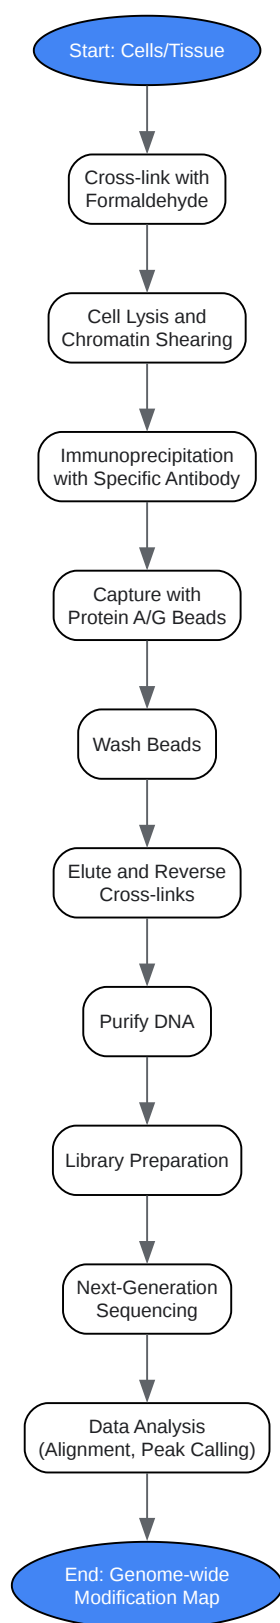 Start: Cells/Tissue
Cross-link with
Formaldehyde
Cell Lysis and
Chromatin Shearing
Immunoprecipitation
with Specific Antibody
Capture with
Protein A/G Beads
Wash Beads
Elute and Reverse
Cross-links
Purify DNA
Library Preparation
Next-Generation
Sequencing
Data Analysis
(Alignment, Peak Calling)
End: Genome-wide
Modification Map